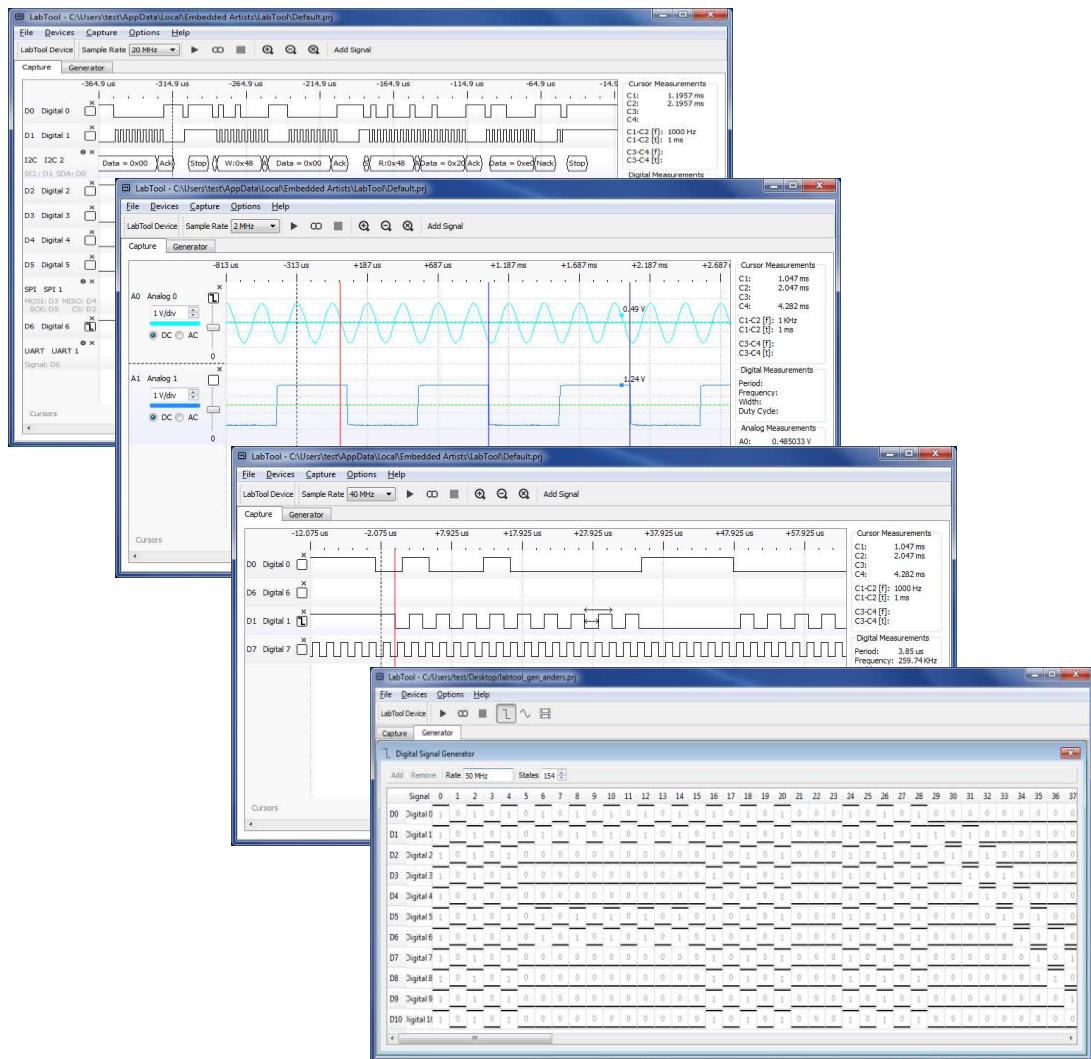 LabTool - C:\Users\test\AppData\Local\Embedded Artists\LabTool\Default.prj
File Devices Capture Options Help
LabTool Device Sample Rate 20 MHz Add Signal
Capture Generator
-364.9 us -314.9 us -264.9 us -214.9 us -164.9 us -114.9 us -64.9 us -14.9
Cursor Measurements
C1: 1.1957 ms
C2: 2.1957 ms
C3:
C4:
C1-C2 [f]: 1000 Hz
C1-C2 [t]: 1 ms
C3-C4 [f]:
C3-C4 [t]:
Digital Measurements
D0 Digital 0
D1 Digital 1
I2C I2C 2
Data = 0x00 Ack Stop W:0x48 A Data = 0x00 Ack S R:0x48 A Data = 0x20 Ack Data = 0xe0 Nack Stop
SCL: D1 SDA: D0
D2 Digital 2
D3 Digital 3
D4 Digital 4
D5 Digital 5
SPI SPI 1
MOSI: D3 MISO: D4
SCK: D5 CS: D2
D6 Digital 6
UART UART 1
Signal: D6
Cursors
LabTool - C:\Users\test\AppData\Local\Embedded Artists\LabTool\Default.prj
File Devices Capture Options Help
LabTool Device Sample Rate 2 MHz Add Signal
Capture Generator
-813 us -313 us +187 us +687 us +1.187 ms +1.687 ms +2.187 ms +2.687
A0 Analog 0
1 V/div
DC AC
0
0.49 V
A1 Analog 1
1 V/div
DC AC
0
1.24 V
Cursors
Cursor Measurements
C1: 1.047 ms
C2: 2.047 ms
C3:
C4: 4.282 ms
C1-C2 [f]: 1 KHz
C1-C2 [t]: 1 ms
C3-C4 [f]:
C3-C4 [t]:
Digital Measurements
Period:
Frequency:
Width:
Duty Cycle:
Analog Measurements
A0: 0.485033 V
LabTool - C:\Users\test\AppData\Local\Embedded Artists\LabTool\Default.prj
File Devices Capture Options Help
LabTool Device Sample Rate 40 MHz Add Signal
Capture Generator
-12.075 us -2.075 us +7.925 us +17.925 us +27.925 us +37.925 us +47.925 us +57.925
D0 Digital 0
D6 Digital 6
D1 Digital 1
D7 Digital 7
Cursors
Cursor Measurements
C1: 1.047 ms
C2: 2.047 ms
C3:
C4: 4.282 ms
C1-C2 [f]: 1000 Hz
C1-C2 [t]: 1 ms
C3-C4 [f]:
C3-C4 [t]:
Digital Measurements
Period: 3.85 us
Frequency: 259.74 KHz
LabTool - C:/Users/test/Desktop/labtool_gen_anders.prj
File Devices Options Help
LabTool Device
Capture Generator
Digital Signal Generator
Add Remove Rate 50 MHz States 154
Signal 0 1 2 3 4 5 6 7 8 9 10 11 12 13 14 15 16 17 18 19 20 21 22 23 24 25 26 27 28 29 30 31 32 33 34 35 36 37
D0 Digital 0
D1 Digital 1
D2 Digital 2
D3 Digital 3
D4 Digital 4
D5 Digital 5
D6 Digital 6
D7 Digital 7
D8 Digital 8
D9 Digital 9
D10 Digital 10